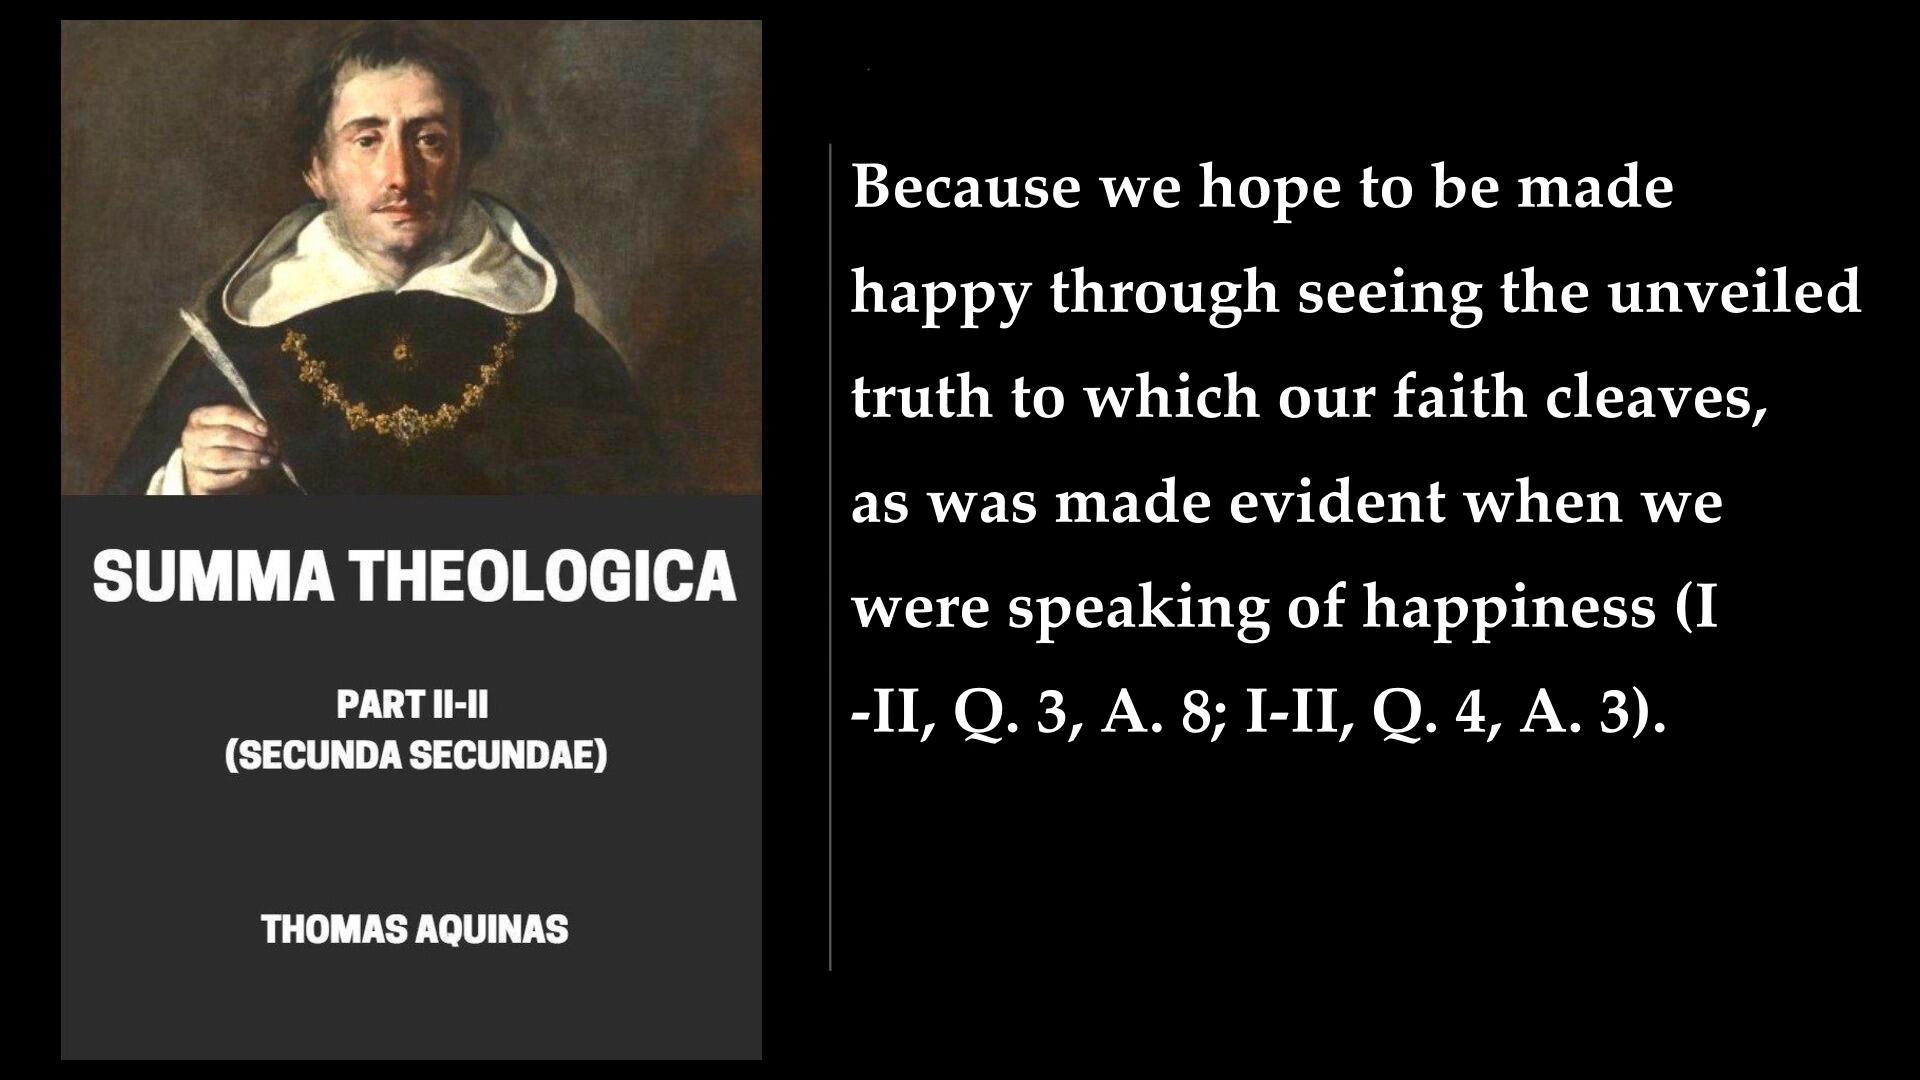 SUMMA THEOLOGICA
PART II-II
(SECUNDA SECUNDAE)
THOMAS AQUINAS
Because we hope to be made
happy through seeing the unveiled
truth to which our faith cleaves,
as was made evident when we
were speaking of happiness (I
-II, Q. 3, A. 8; I-II, Q. 4, A. 3).